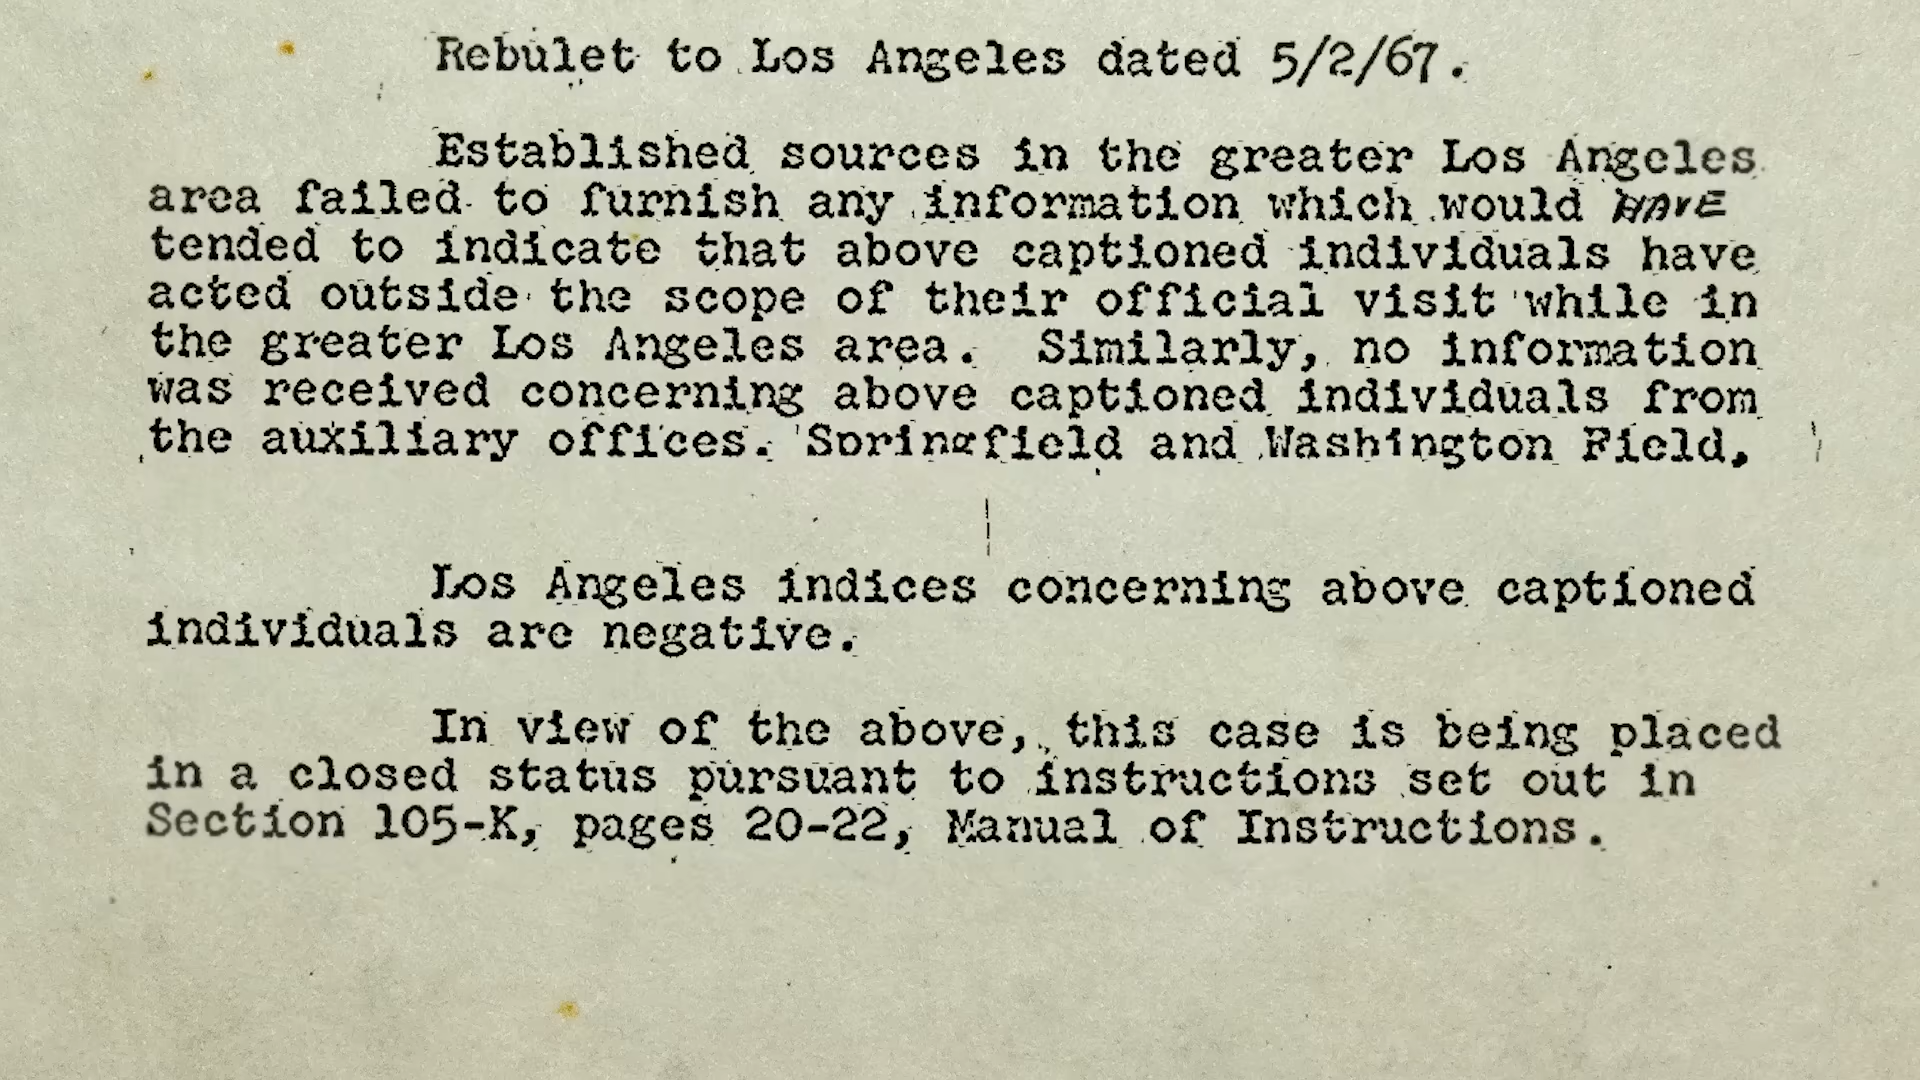 Rebulet to Los Angeles dated 5/2/67.
Established sources in the greater Los Angeles
area failed to furnish any information which would HAVE
tended to indicate that above captioned individuals have
acted outside the scope of their official visit while in
the greater Los Angeles area. Similarly, no information
was received concerning above captioned individuals from
the auxiliary offices. Springfield and Washington Field.
Los Angeles indices concerning above captioned
individuals are negative.
In view of the above, this case is being placed
in a closed status pursuant to instructions set out in
Section 105-K, pages 20-22, Manual of Instructions.